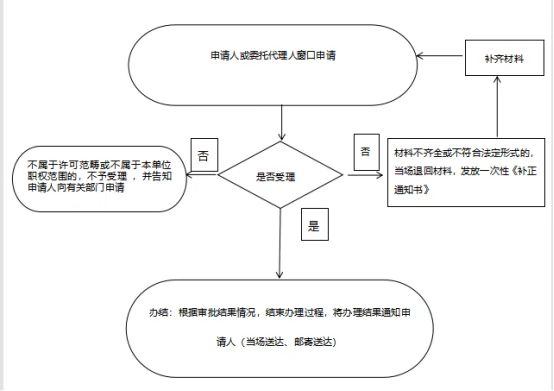 申请人或委托代理人窗口申请
补齐材料
否
否
不属于许可范畴或不属于本单位
职权范围的，不予受理 ，并告知
申请人向有关部门申请
是否受理
材料不齐全或不符合法定形式的，
当场退回材料，发放一次性《补正
通知书》
是
办结：根据审批结果情况，结束办理过程，将办理结果通知申
请人（当场送达、邮寄送达）